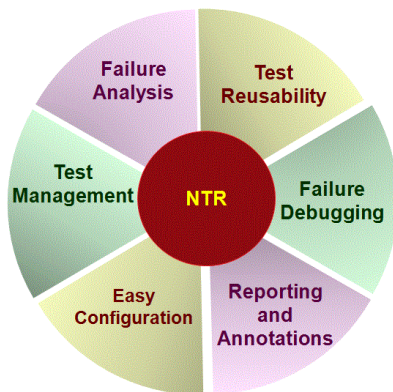 Failure
Analysis
Test
Reusability
Test
Management
NTR
Failure
Debugging
Easy
Configuration
Reporting
and
Annotations